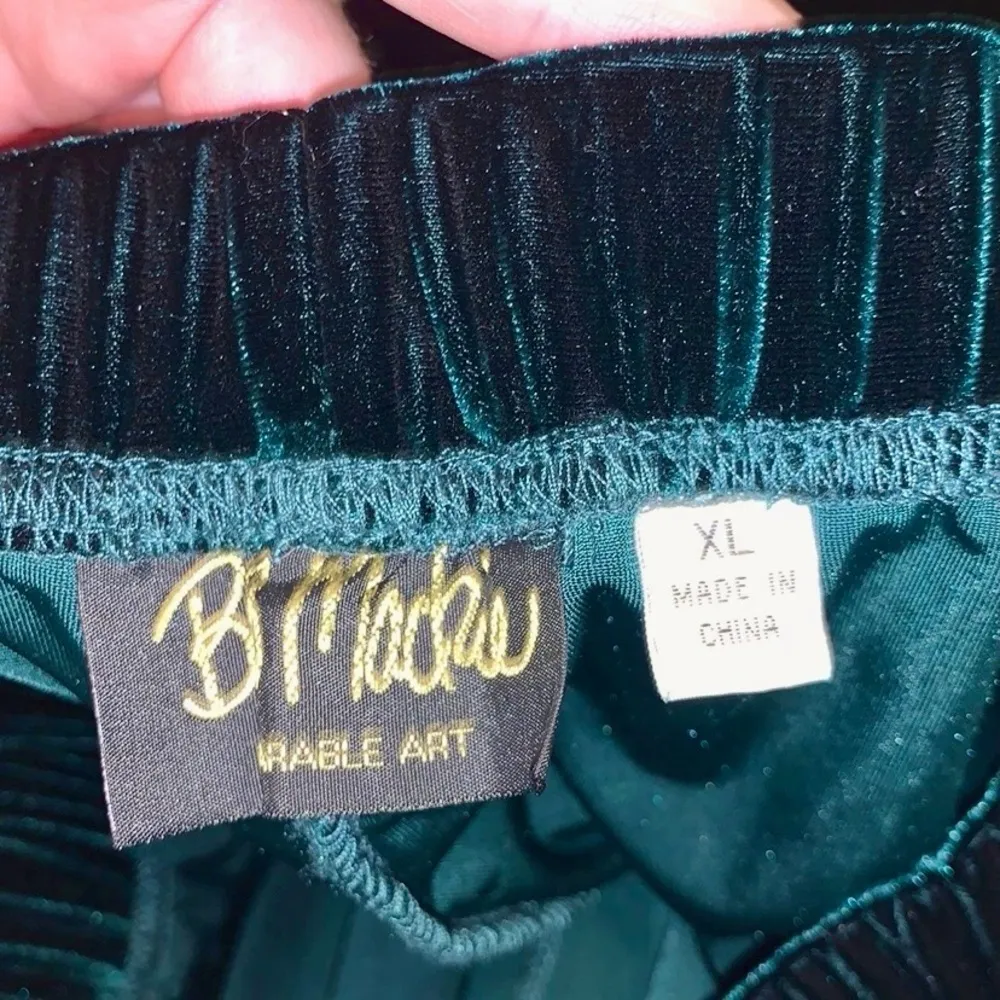 B Mackie
ARABLE ART
XL
MADE IN
CHINA